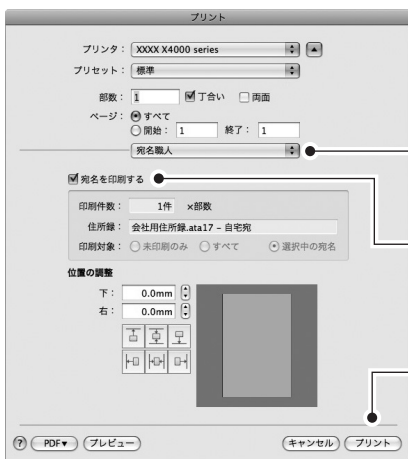 プリント
プリンタ： XXXX X4000 series
プリセット： 標準
部数： 1 丁合い 両面
ページ： すべて
開始： 1 終了： 1
宛名職人
宛名を印刷する
印刷件数： 1件 ×部数
住所録： 会社用住所録.ata17 – 自宅宛
印刷対象： 未印刷のみ すべて 選択中の宛名
位置の調整
下： 0.0mm
右： 0.0mm
? PDF▼ プレビュー キャンセル プリント